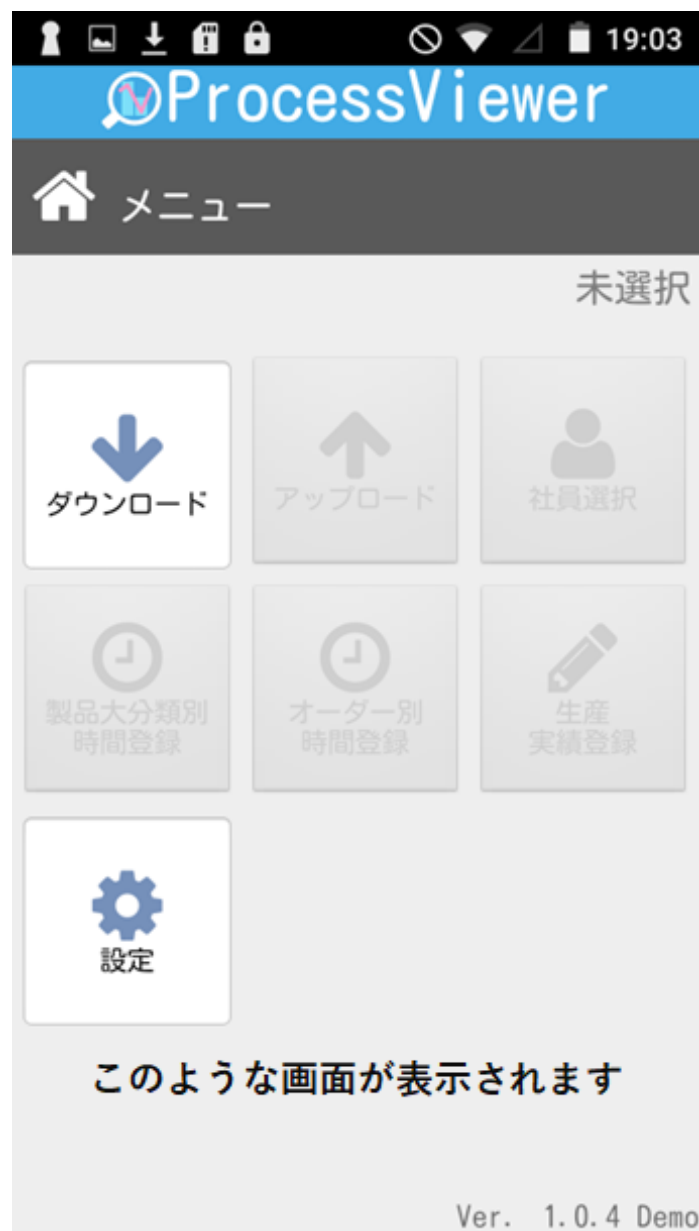 19:03
ProcessViewer
メニュー
未選択
ダウンロード
アップロード
社員選択
製品大分類別
時間登録
オーダー別
時間登録
生産
実績登録
設定
このような画面が表示されます
Ver. 1.0.4 Demo